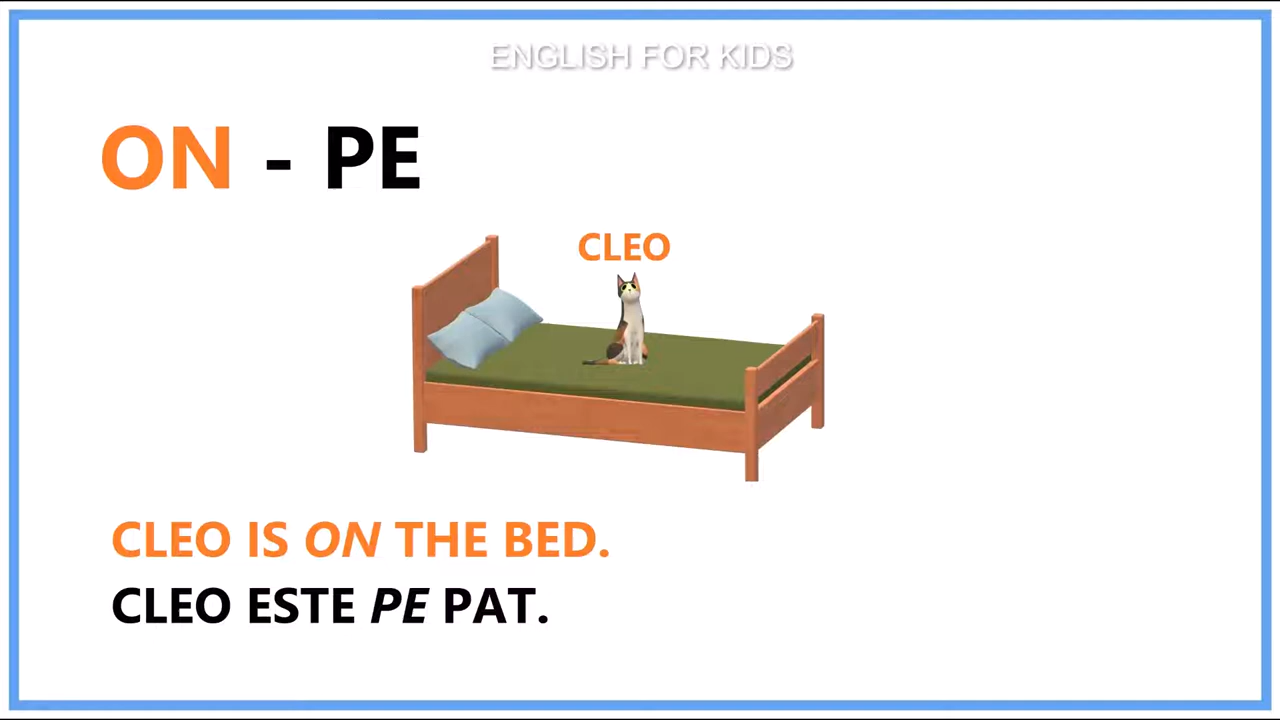 ENGLISH FOR KIDS
ON - PE
CLEO
CLEO IS ON THE BED.
CLEO ESTE PE PAT.